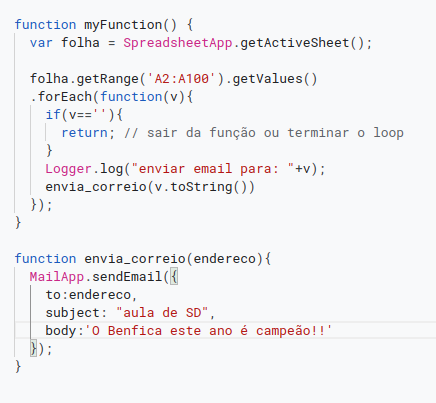 function myFunction() {
var folha = SpreadsheetApp.getActiveSheet();
folha.getRange('A2:A100').getValues()
.forEach(function(v){
if(v==''){
return; // sair da função ou terminar o loop
}
Logger.log("enviar email para: "+v);
envia_correio(v.toString())
});
}
function envia_correio(endereco){
MailApp.sendEmail({
to:endereco,
subject: "aula de SD",
body:'O Benfica este ano é campeão!!'
});
}